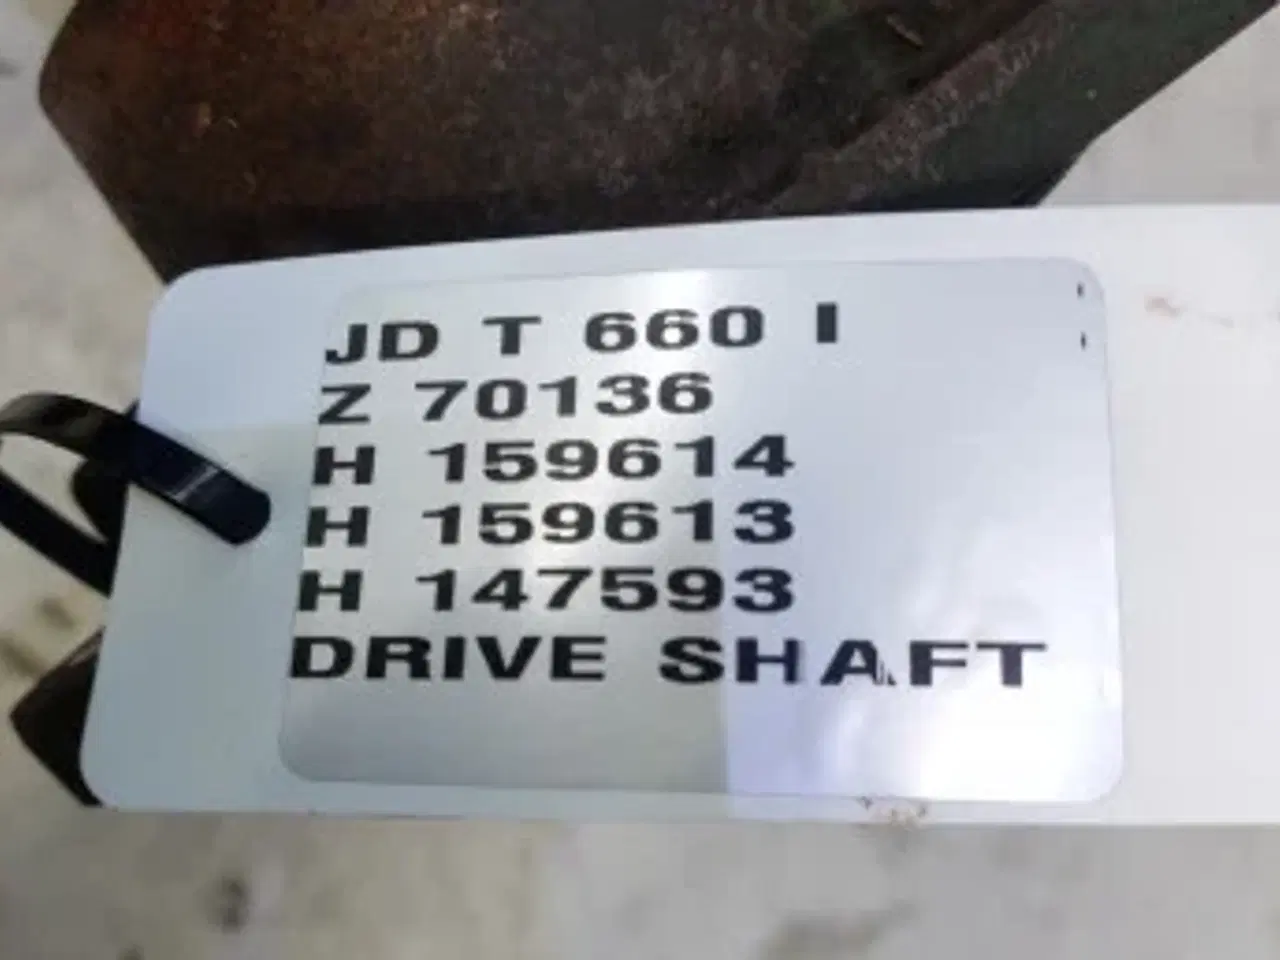 JD T 660 I
Z 70136
H 159614
H 159613
H 147593
DRIVE SHAFT